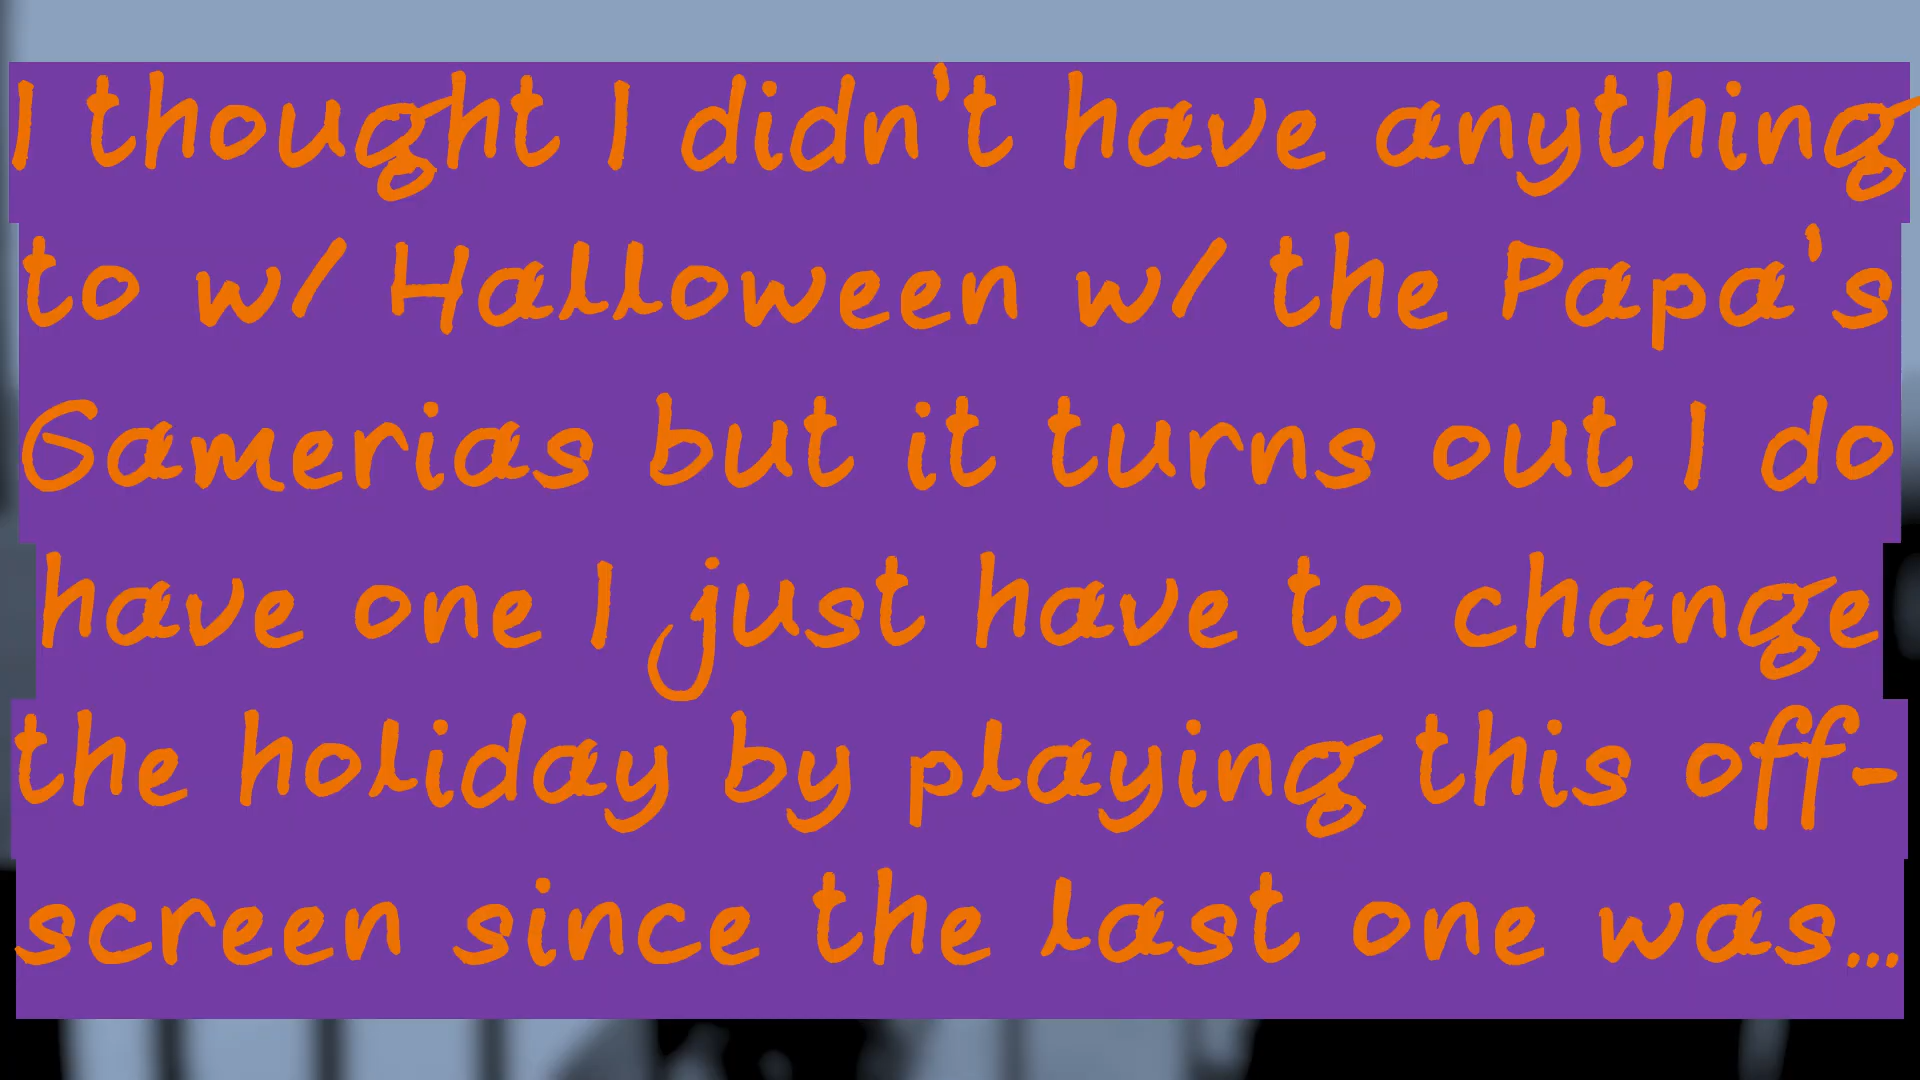 I thought I didn't have anything
to w/ Halloween w/ the Papa's
Gamerias but it turns out I do
have one I just have to change
the holiday by playing this off-
screen since the last one was...